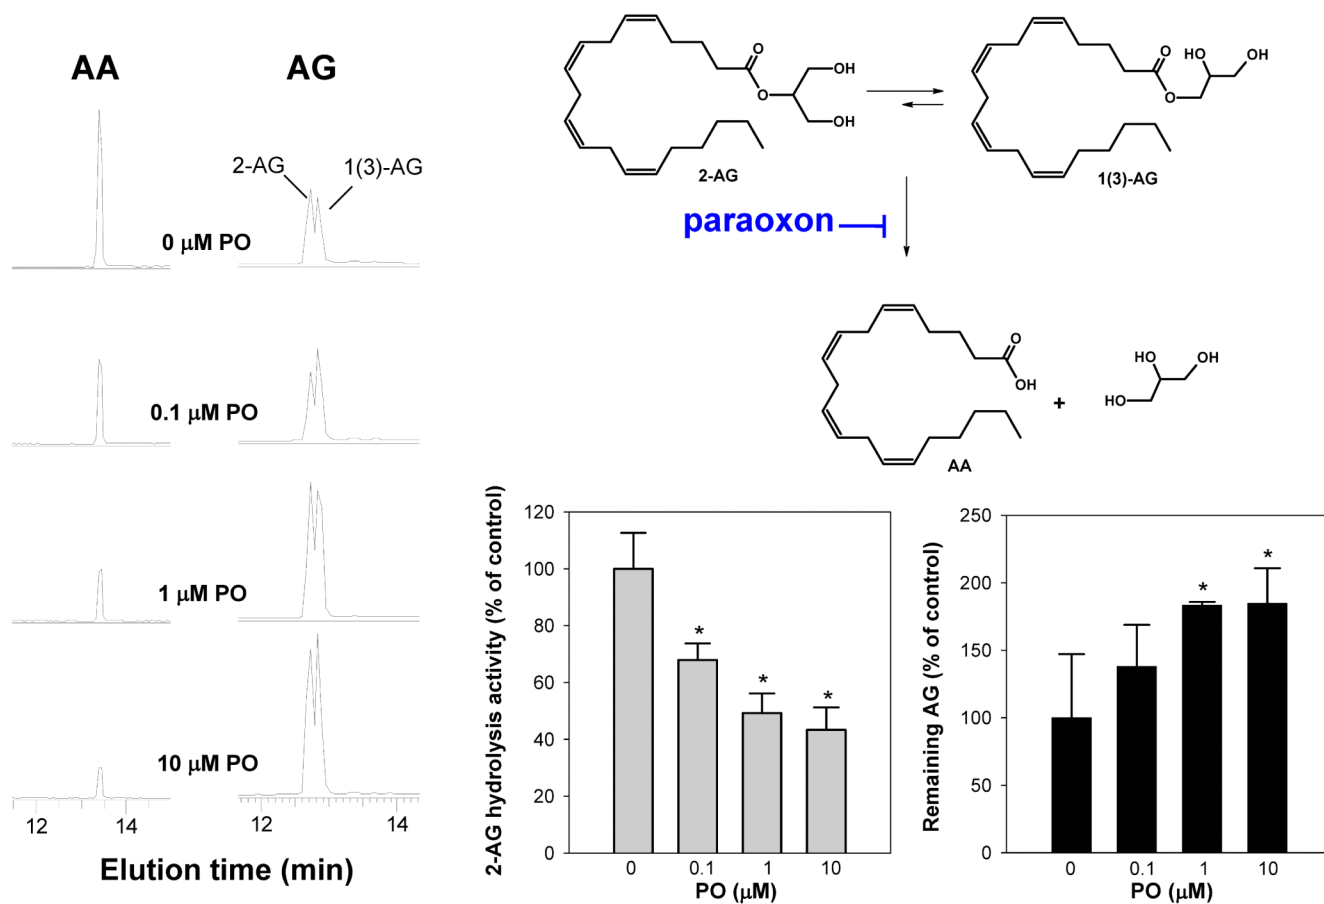 AA
AG
2-AG
1(3)-AG
0 μM PO
0.1 μM PO
1 μM PO
10 μM PO
12
14
12
14
Elution time (min)
O
O
OH
OH
2-AG
O
O
HO
OH
1(3)-AG
paraoxon
O
OH
AA
+
HO
OH
HO
2-AG hydrolysis activity (% of control)
120
100
80
60
40
20
0
*
*
*
0
0.1
1
10
PO (μM)
Remaining AG (% of control)
250
200
150
100
50
0
*
*
0
0.1
1
10
PO (μM)